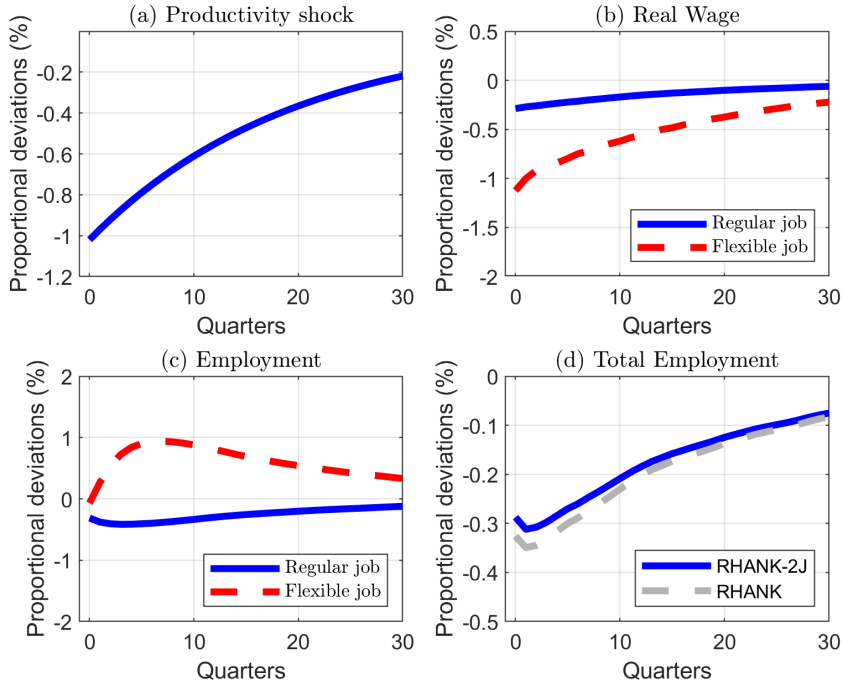 (a) Productivity shock
Proportional deviations (%)
-0.2
-0.4
-0.6
-0.8
-1
-1.2
0
10
20
30
Quarters
(b) Real Wage
Proportional deviations (%)
0.5
0
-0.5
-1
-1.5
-2
Regular job
Flexible job
0
10
20
30
Quarters
(c) Employment
Proportional deviations (%)
2
1
0
-1
-2
Regular job
Flexible job
0
10
20
30
Quarters
(d) Total Employment
Proportional deviations (%)
0
-0.1
-0.2
-0.3
-0.4
-0.5
RHANK-2J
RHANK
0
10
20
30
Quarters